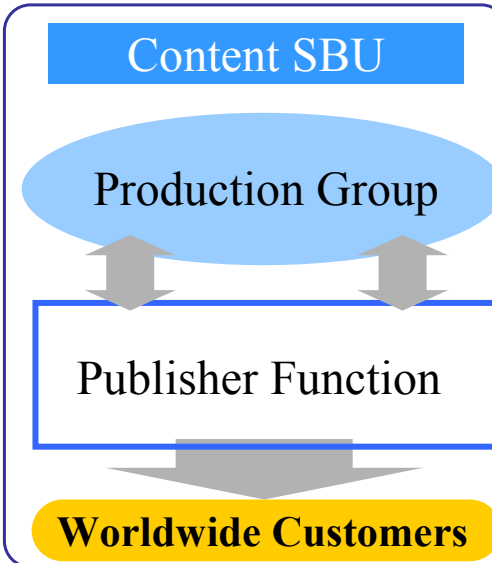 Content SBU
Production Group
Publisher Function
Worldwide Customers